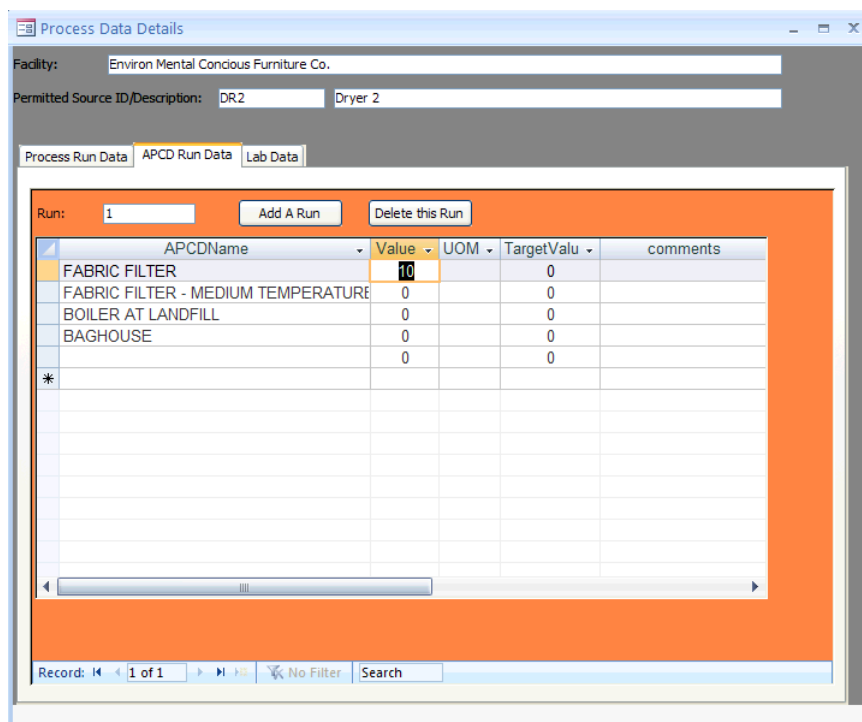 Process Data Details
Facility: Environ Mental Concious Furniture Co.
Permitted Source ID/Description: DR2 Dryer 2
Process Run Data APCD Run Data Lab Data
Run: 1 Add A Run Delete this Run
APCDName Value UOM TargetValu comments
FABRIC FILTER 10 0
FABRIC FILTER - MEDIUM TEMPERATURE 0 0
BOILER AT LANDFILL 0 0
BAGHOUSE 0 0
0 0
Record: 1 of 1 No Filter Search